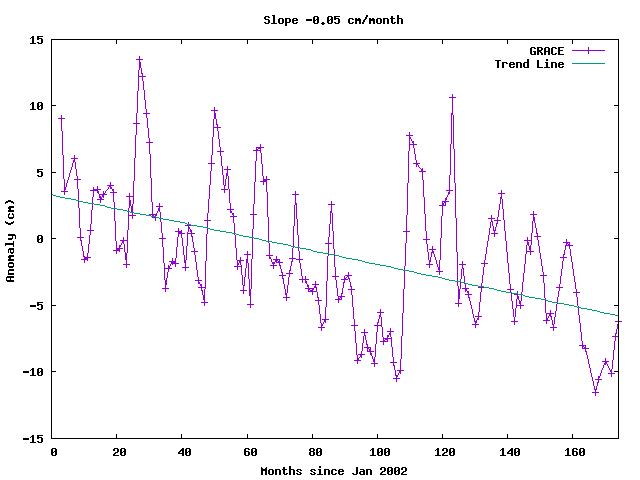 Slope -0.05 cm/month
GRACE
Trend Line
15
10
5
0
-5
-10
-15
Anomaly (cm)
0 20 40 60 80 100 120 140 160
Months since Jan 2002